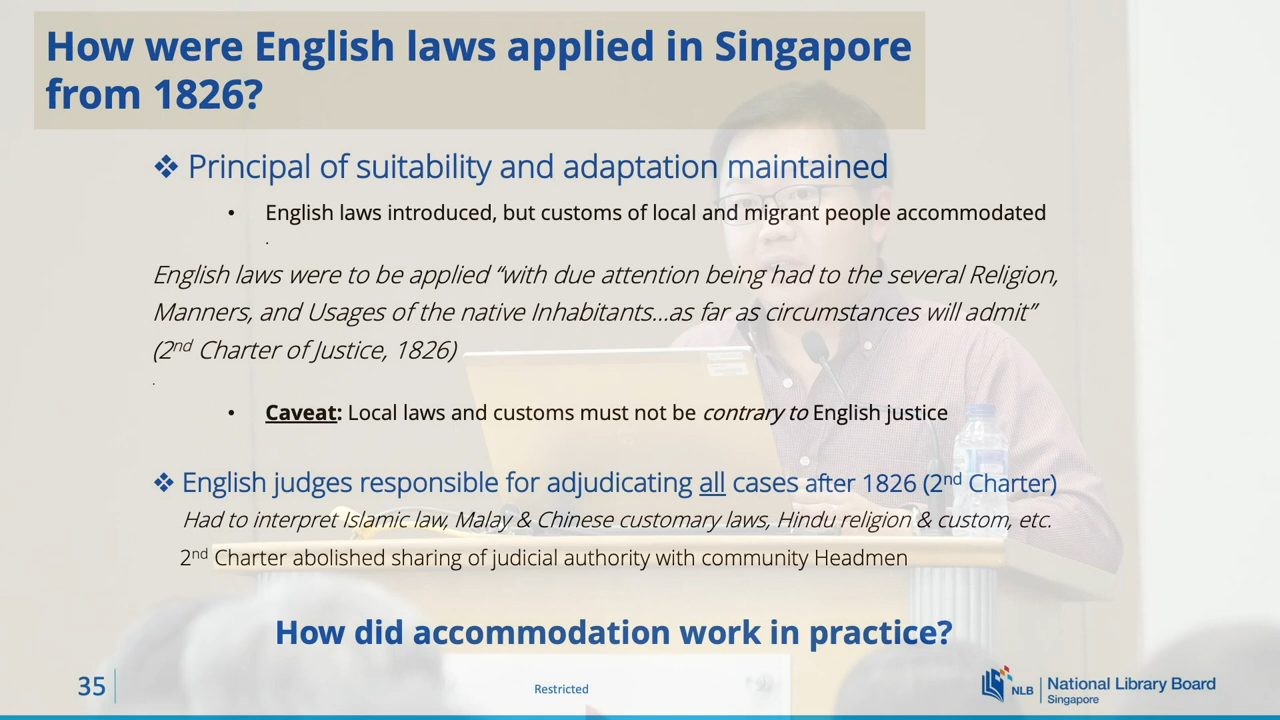 How were English laws applied in Singapore
from 1826?
❖ Principal of suitability and adaptation maintained
• English laws introduced, but customs of local and migrant people accommodated
.
English laws were to be applied “with due attention being had to the several Religion,
Manners, and Usages of the native Inhabitants…as far as circumstances will admit”
(2nd Charter of Justice, 1826)
.
• Caveat: Local laws and customs must not be contrary to English justice
❖ English judges responsible for adjudicating all cases after 1826 (2nd Charter)
Had to interpret Islamic law, Malay & Chinese customary laws, Hindu religion & custom, etc.
2nd Charter abolished sharing of judicial authority with community Headmen
How did accommodation work in practice?
35
Restricted
NLB
National Library Board
Singapore